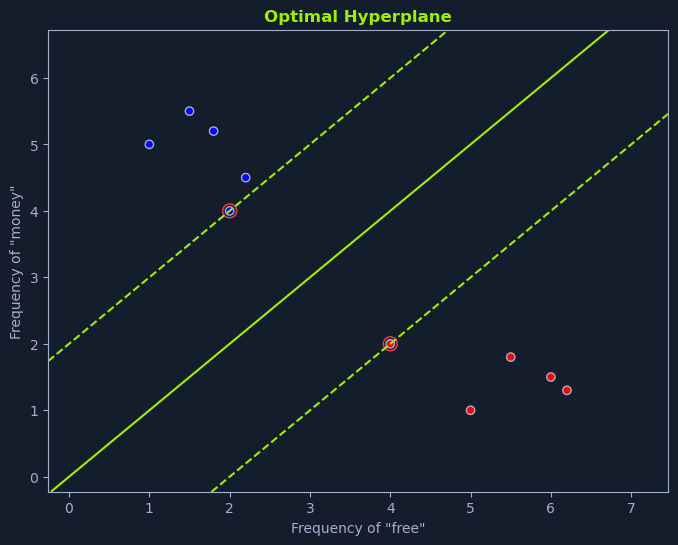 Optimal Hyperplane
Frequency of "money"
6
5
4
3
2
1
0
0 1 2 3 4 5 6 7
Frequency of "free"